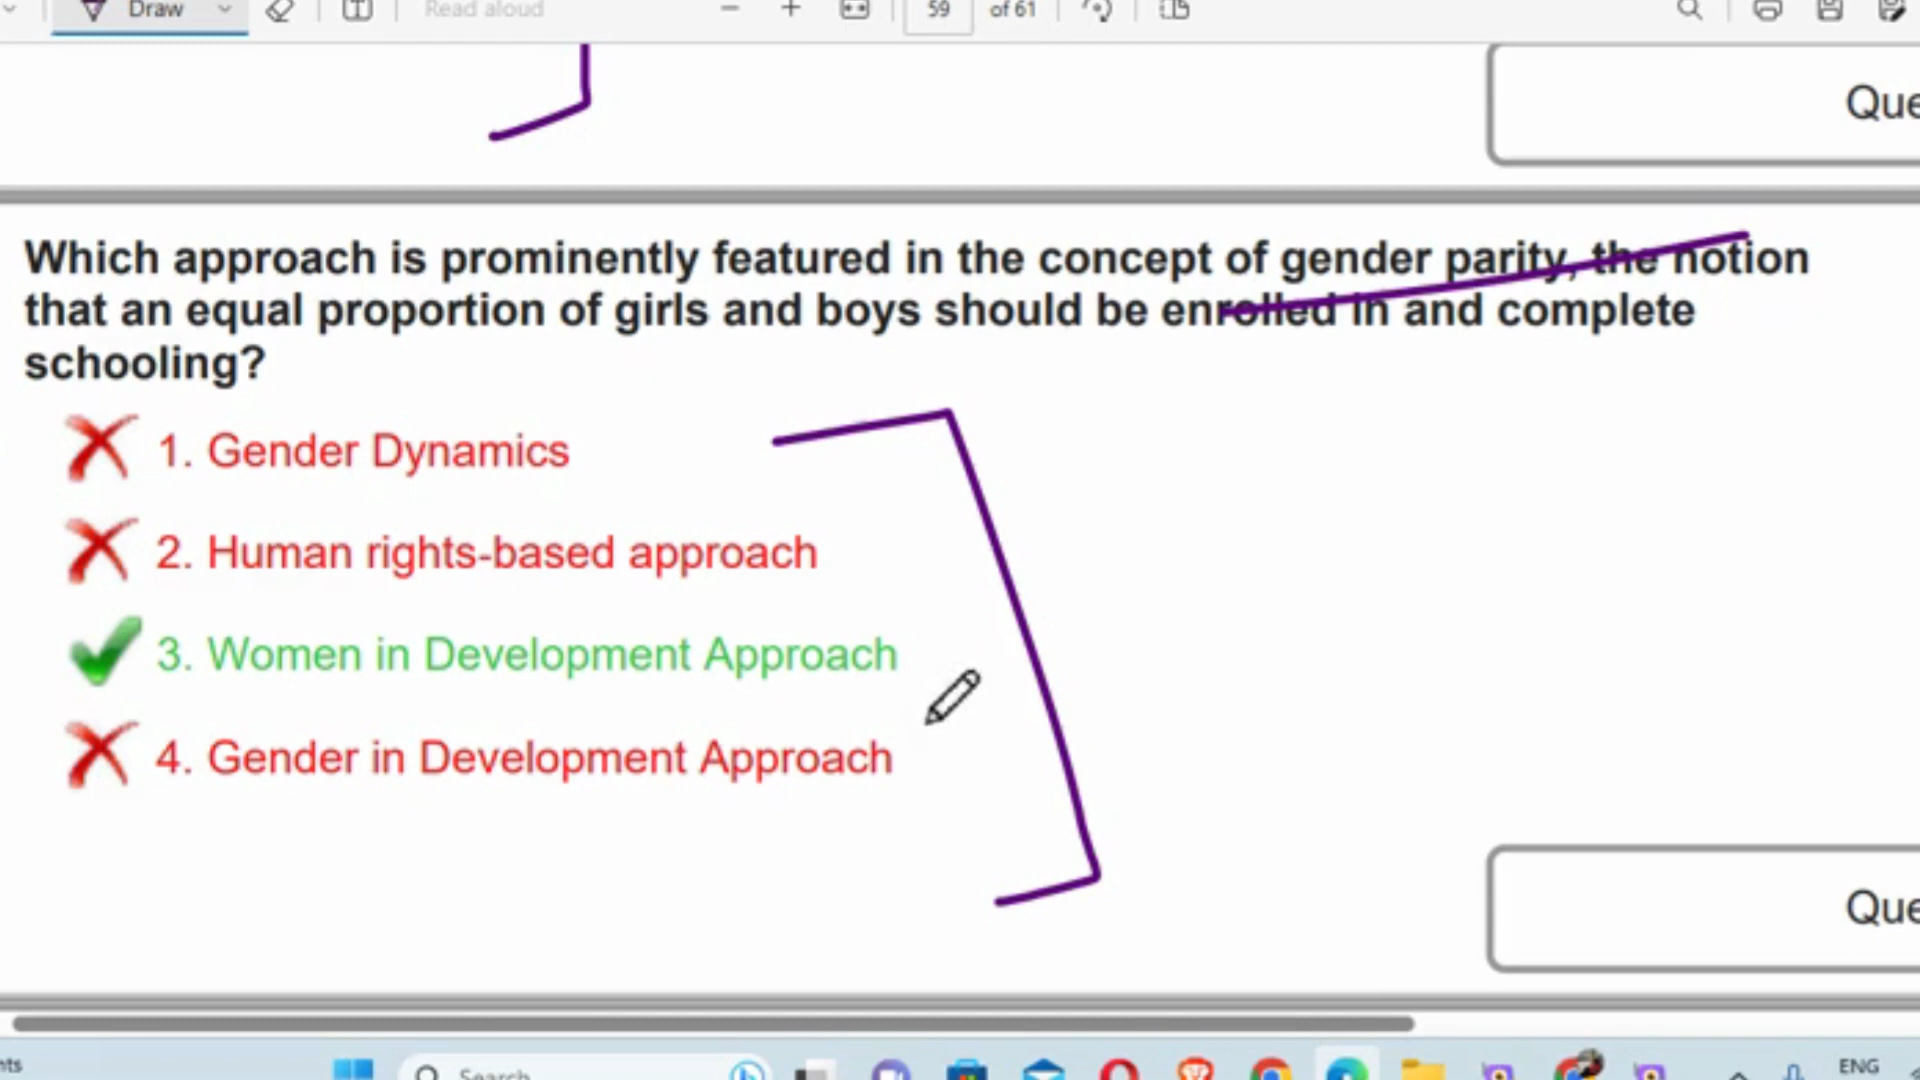 Draw
Read aloud
59 of 61
Que
Which approach is prominently featured in the concept of gender parity, the notion
that an equal proportion of girls and boys should be enrolled in and complete
schooling?
1. Gender Dynamics
2. Human rights-based approach
3. Women in Development Approach
4. Gender in Development Approach
Que
nts
Search
ENG